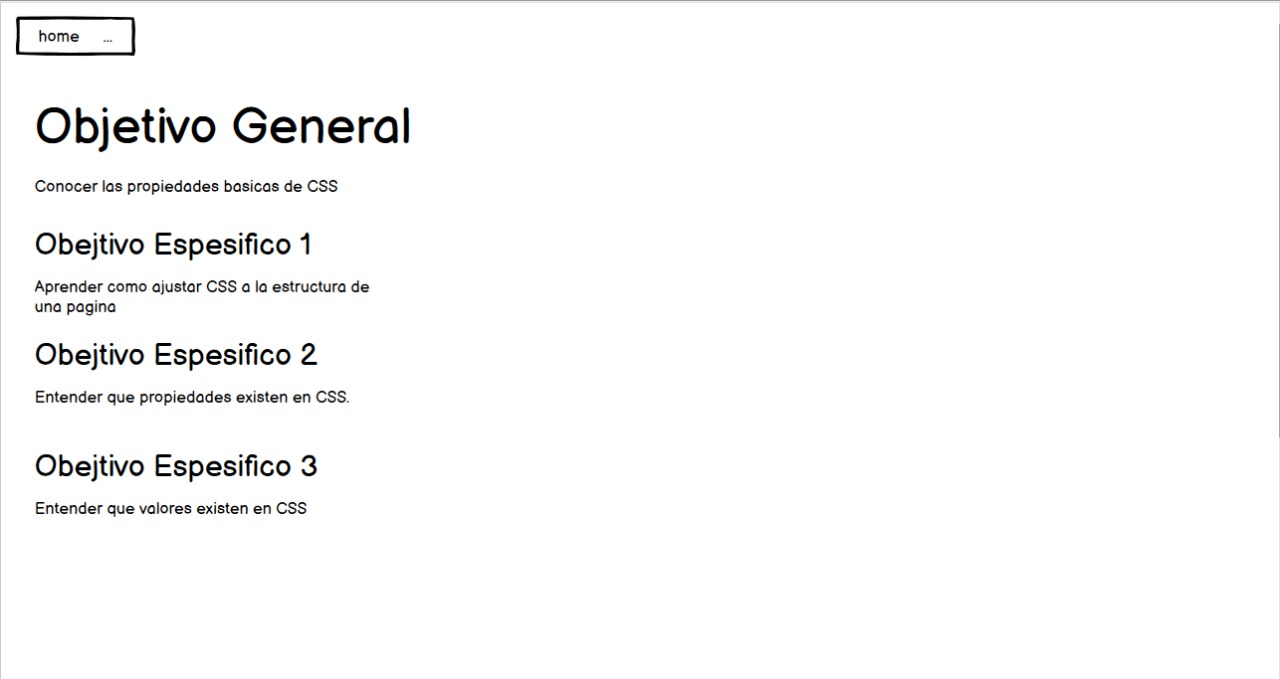 home ...
Objetivo General
Conocer las propiedades basicas de CSS
Obejtivo Espesifico 1
Aprender como ajustar CSS a la estructura de
una pagina
Obejtivo Espesifico 2
Entender que propiedades existen en CSS.
Obejtivo Espesifico 3
Entender que valores existen en CSS